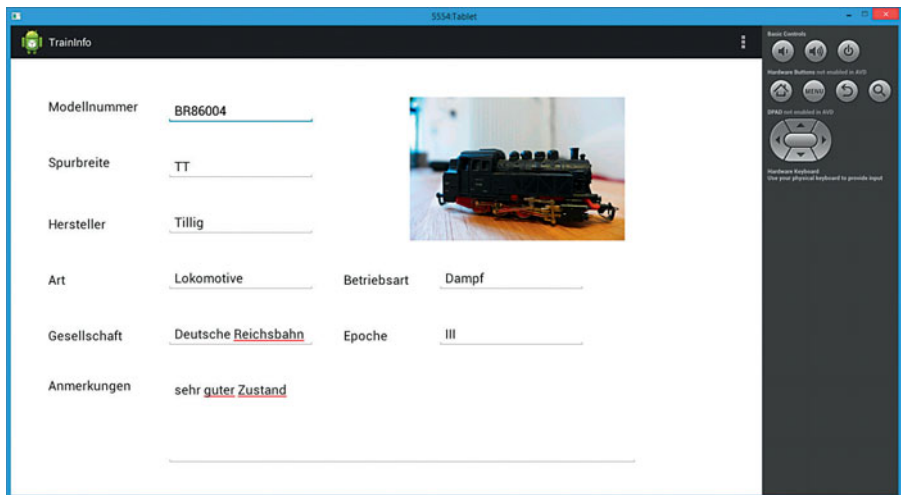 5554:Tablet
TrainInfo
Modellnummer BR86004
Spurbreite TT
Hersteller Tillig
Art Lokomotive Betriebsart Dampf
Gesellschaft Deutsche Reichsbahn Epoche III
Anmerkungen sehr guter Zustand
Basic Controls
Hardware Buttons not enabled in AVD
MENU
DPAD not enabled in AVD
Hardware Keyboard
Use your physical keyboard to provide input